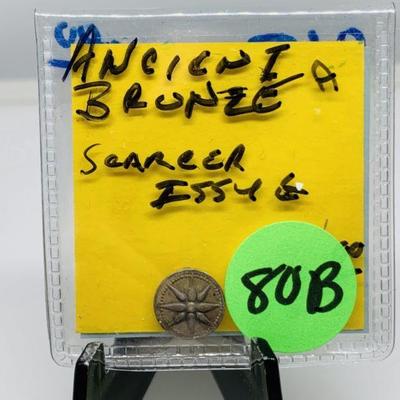 ANCIENT A
BRONZE
SCARCER
ISSUE
80B